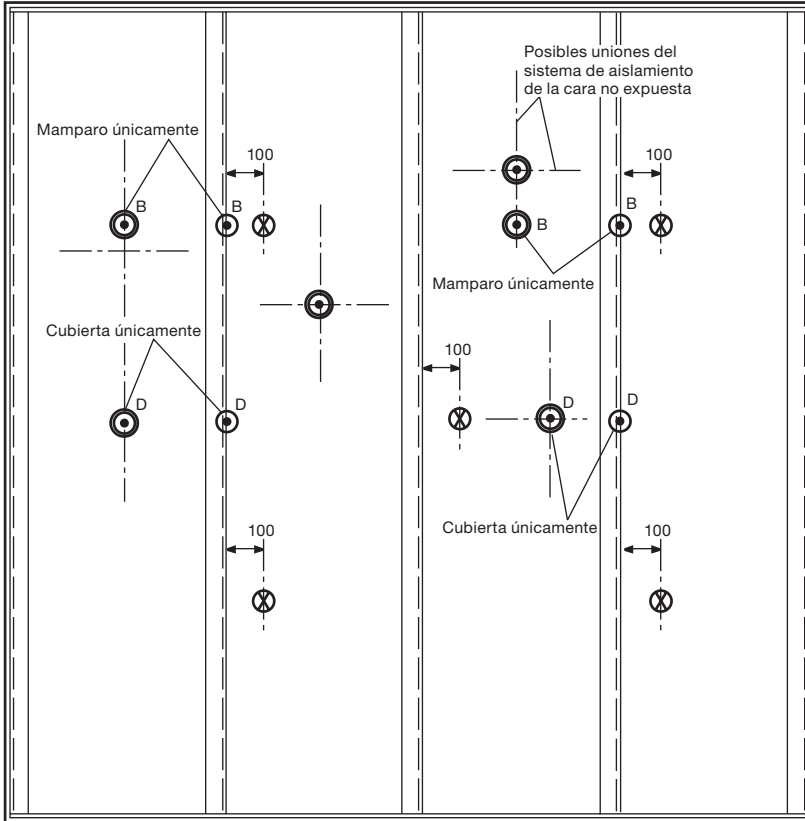 Posibles uniones del
sistema de aislamiento
de la cara no expuesta
Mamparo únicamente
100
100
B
B
B
B
Mamparo únicamente
Cubierta únicamente
100
D
D
D
D
Cubierta únicamente
100
100